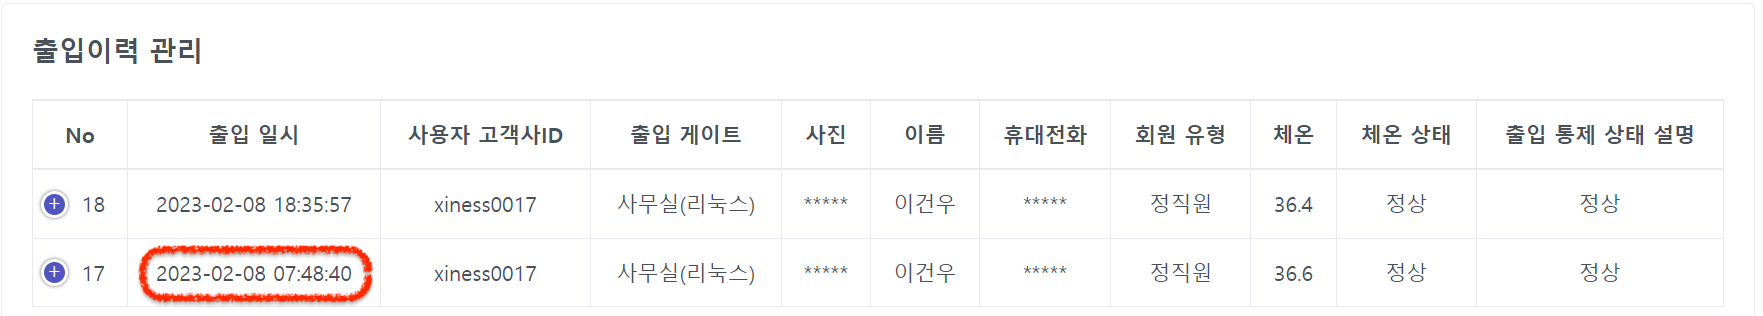 출입이력 관리
No 출입 일시 사용자 고객사ID 출입 게이트 사진 이름 휴대전화 회원 유형 체온 체온 상태 출입 통제 상태 설명
+ 18 2023-02-08 18:35:57 xiness0017 사무실(리눅스) ***** 이건우 ***** 정직원 36.4 정상 정상
+ 17 2023-02-08 07:48:40 xiness0017 사무실(리눅스) ***** 이건우 ***** 정직원 36.6 정상 정상